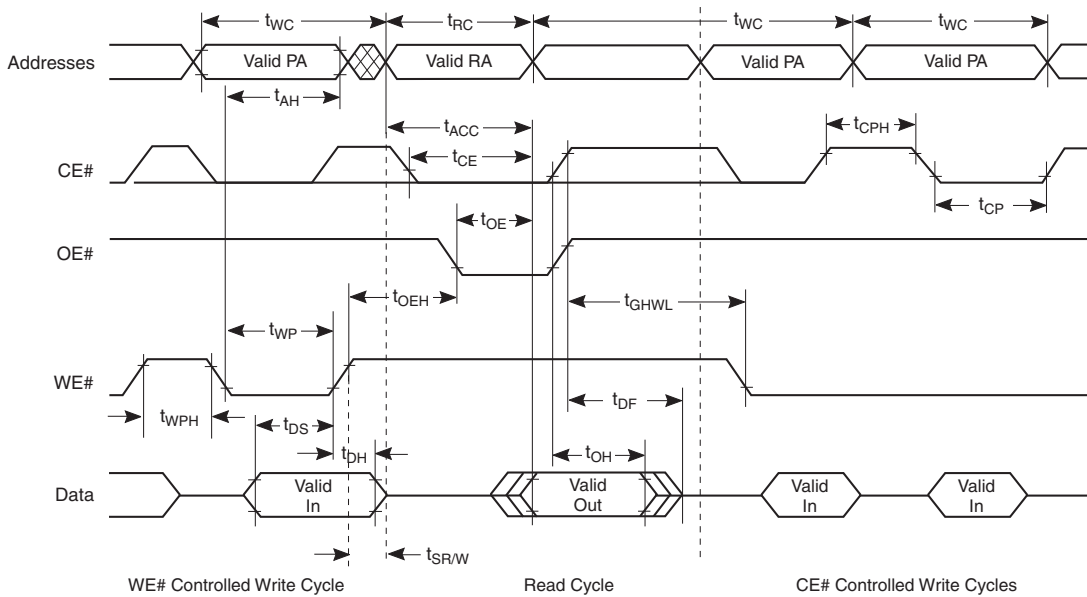 tWC tRC tWC tWC
Addresses Valid PA Valid RA Valid PA Valid PA
tAH
tACC tCPH
CE# tCE
tOE tCP
OE#
tOEH tGHWL
tWP
WE#
tWPH tDS tDF
tDH tOH
Data Valid In Valid Out Valid In Valid In
tSR/W
WE# Controlled Write Cycle Read Cycle CE# Controlled Write Cycles